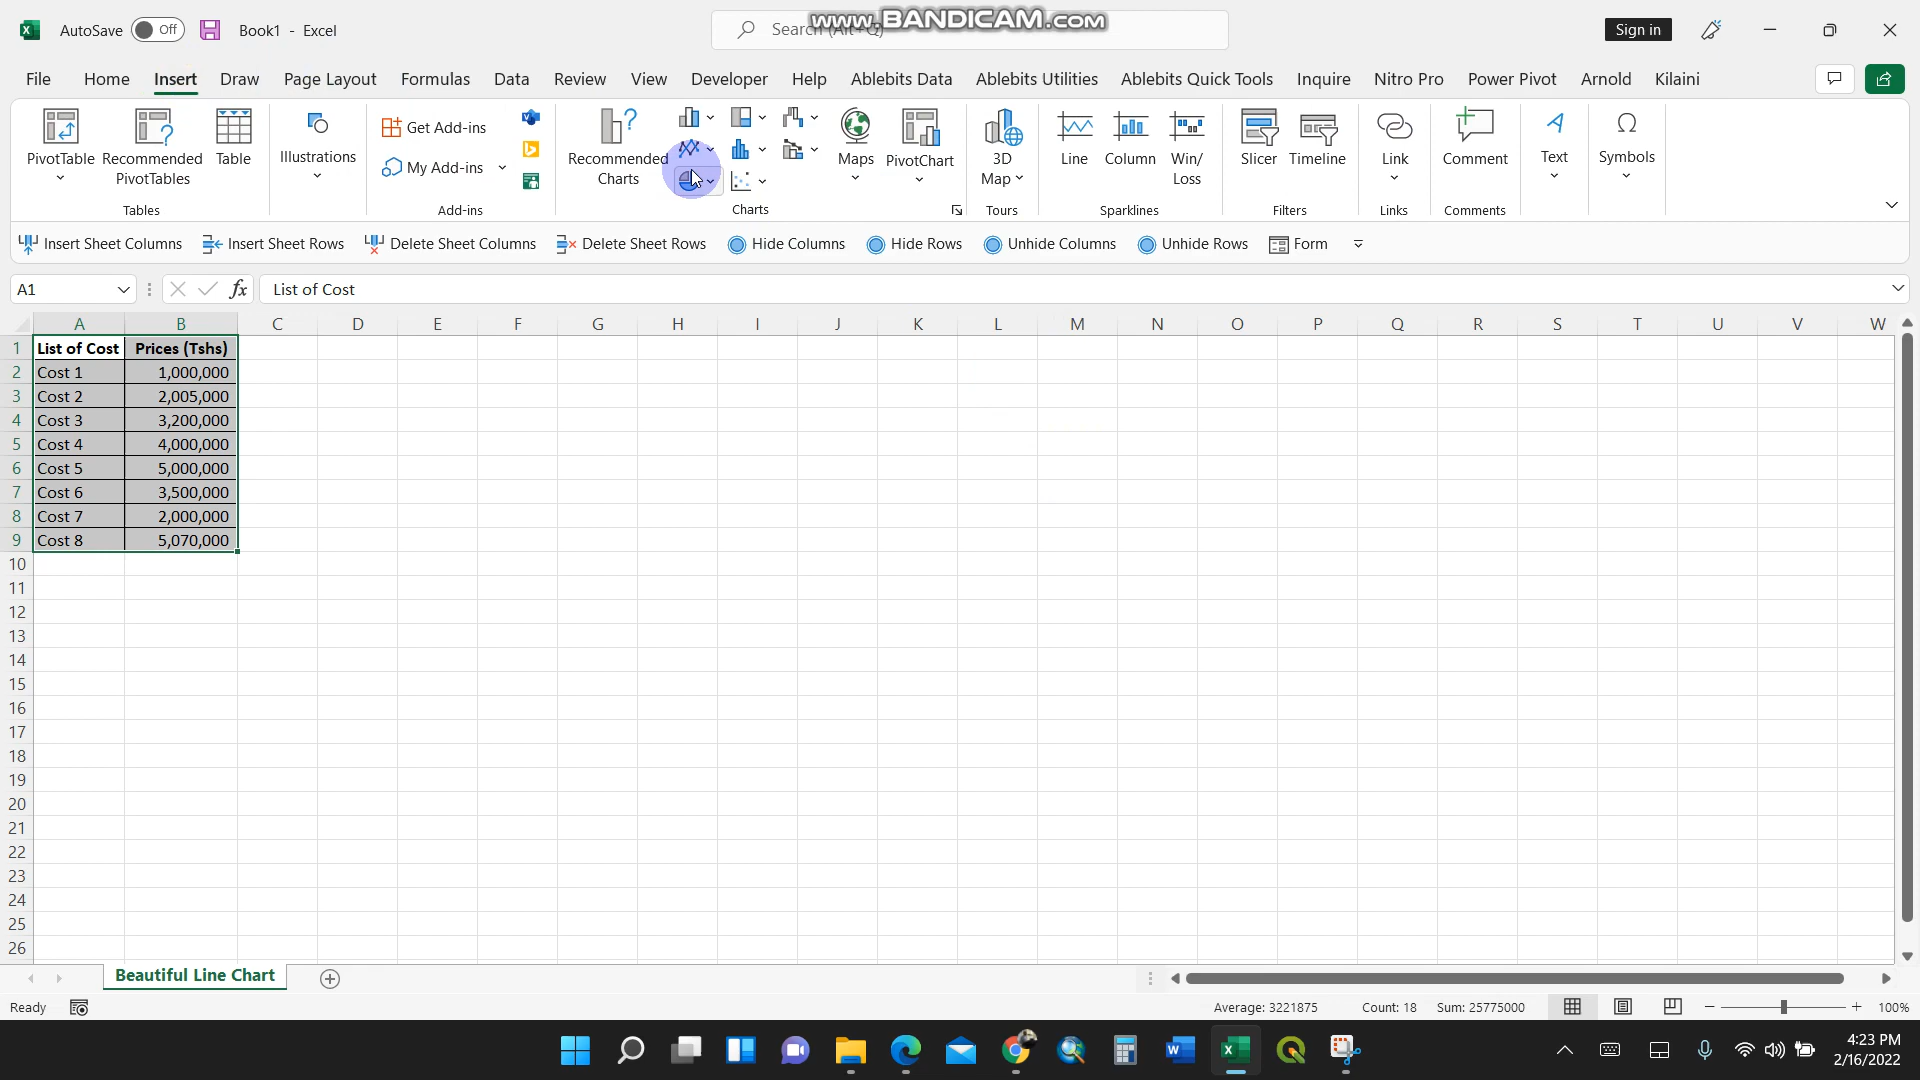 AutoSave Off Book1 - Excel Search (Alt+Q) Sign in
www.BANDICAM.com
File Home Insert Draw Page Layout Formulas Data Review View Developer Help Ablebits Data Ablebits Utilities Ablebits Quick Tools Inquire Nitro Pro Power Pivot Arnold Kilaini
PivotTable Recommended PivotTables Table Illustrations Get Add-ins My Add-ins Recommended Charts Maps PivotChart 3D Map Line Column Win/Loss Slicer Timeline Link Comment Text Symbols
Tables Add-ins Charts Tours Sparklines Filters Links Comments
Insert Sheet Columns Insert Sheet Rows Delete Sheet Columns Delete Sheet Rows Hide Columns Hide Rows Unhide Columns Unhide Rows Form
A1 fx List of Cost
A B C D E F G H I J K L M N O P Q R S T U V W
1 List of Cost Prices (Tshs)
2 Cost 1 1,000,000
3 Cost 2 2,005,000
4 Cost 3 3,200,000
5 Cost 4 4,000,000
6 Cost 5 5,000,000
7 Cost 6 3,500,000
8 Cost 7 2,000,000
9 Cost 8 5,070,000
10
11
12
13
14
15
16
17
18
19
20
21
22
23
24
25
26
Beautiful Line Chart
Ready Average: 3221875 Count: 18 Sum: 25775000 100%
4:23 PM
2/16/2022